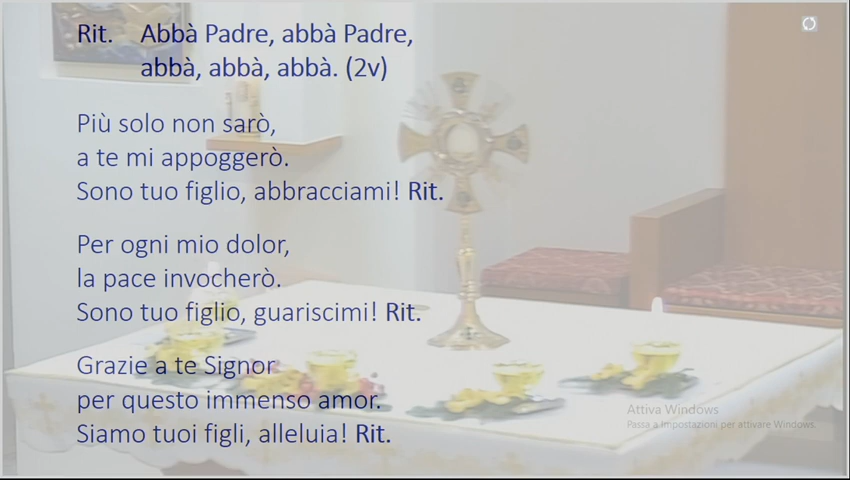 Rit. Abbà Padre, abbà Padre,
abbà, abbà, abbà. (2v)
Più solo non sarò,
a te mi appoggerò.
Sono tuo figlio, abbracciami! Rit.
Per ogni mio dolor,
la pace invocherò.
Sono tuo figlio, guariscimi! Rit.
Grazie a te Signor
per questo immenso amor.
Siamo tuoi figli, alleluia! Rit.
Attiva Windows
Passa a Impostazioni per attivare Windows.